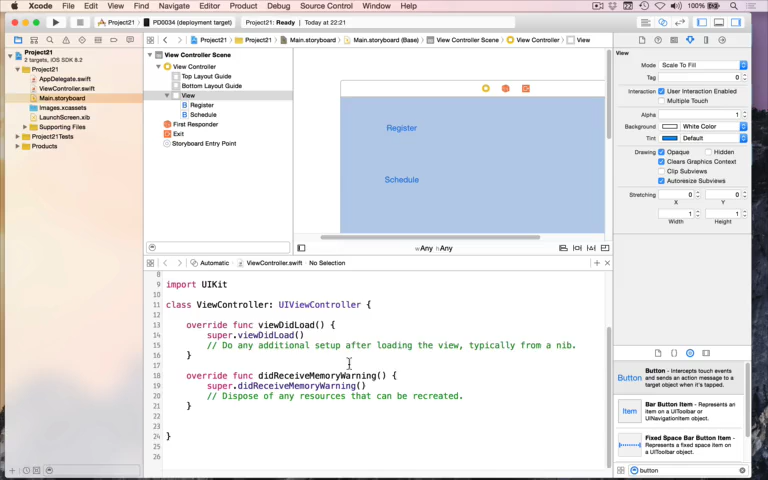 Xcode File Edit View Find Navigate Editor Product Debug Source Control Window Help 100%
Project21 PD00034 (deployment target) Project21: Ready Today at 22:21
Project21 Project21 Main.storyboard Main.storyboard (Base) View Controller Scene View Controller View
Project21
2 targets, iOS SDK 8.2
Project21
AppDelegate.swift
ViewController.swift
Main.storyboard
Images.xcassets
LaunchScreen.xib
Supporting Files
Project21Tests
Products
View Controller Scene
View Controller
Top Layout Guide
Bottom Layout Guide
View
B Register
B Schedule
First Responder
Exit
Storyboard Entry Point
Register
Schedule
wAny hAny
Automatic ViewController.swift No Selection
8
9 import UIKit
10
11 class ViewController: UIViewController {
12
13 override func viewDidLoad() {
14 super.viewDidLoad()
15 // Do any additional setup after loading the view, typically from a nib.
16 }
17
18 override func didReceiveMemoryWarning() {
19 super.didReceiveMemoryWarning()
20 // Dispose of any resources that can be recreated.
21 }
22
23
24 }
25
26
View
Mode Scale To Fill
Tag 0
Interaction User Interaction Enabled
Multiple Touch
Alpha 1
Background White Color
Tint Default
Drawing Opaque Hidden
Clears Graphics Context
Clip Subviews
Autoresize Subviews
Stretching 0 0
X Y
1 1
Width Height
Button
Button - Intercepts touch events and sends an action message to a target object when it's tapped.
Item
Bar Button Item - Represents an item on a UIToolbar or UINavigationItem object.
Fixed Space Bar Button Item - Represents a fixed space item on a UIToolbar object.
button